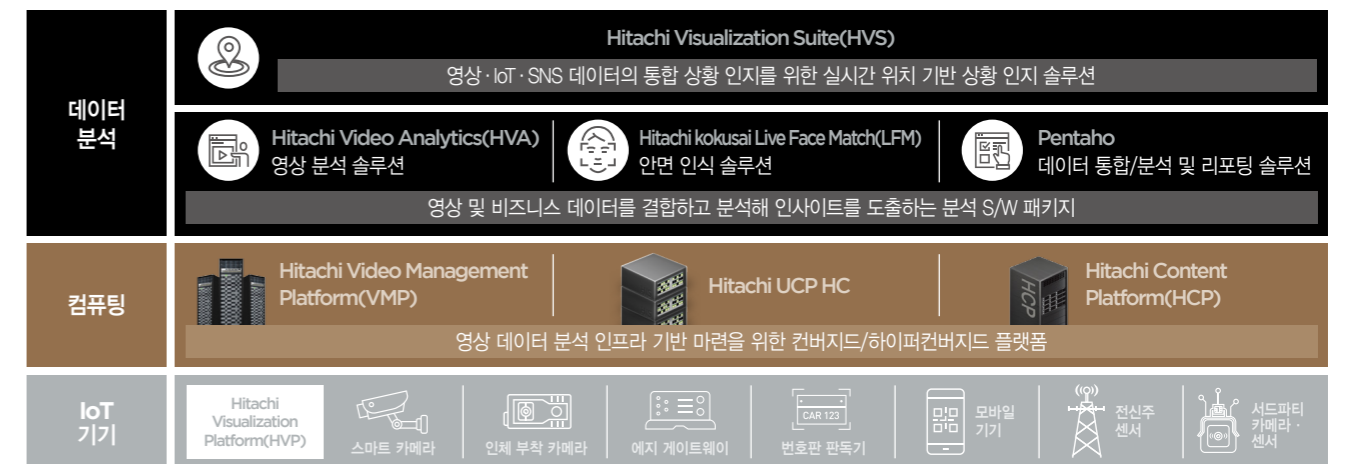 데이터
분석
Hitachi Visualization Suite(HVS)
영상·IoT·SNS 데이터의 통합 상황 인지를 위한 실시간 위치 기반 상황 인지 솔루션
Hitachi Video Analytics(HVA)
영상 분석 솔루션
Hitachi kokusai Live Face Match(LFM)
안면 인식 솔루션
Pentaho
데이터 통합/분석 및 리포팅 솔루션
영상 및 비즈니스 데이터를 결합하고 분석해 인사이트를 도출하는 분석 S/W 패키지
컴퓨팅
Hitachi Video Management
Platform(VMP)
Hitachi UCP HC
HCP
Hitachi Content
Platform(HCP)
영상 데이터 분석 인프라 기반 마련을 위한 컨버지드/하이퍼컨버지드 플랫폼
IoT
기기
Hitachi
Visualization
Platform(HVP)
스마트 카메라
인체 부착 카메라
에지 게이트웨이
CAR 123
번호판 판독기
모바일
기기
전신주
센서
서드파티
카메라·
센서